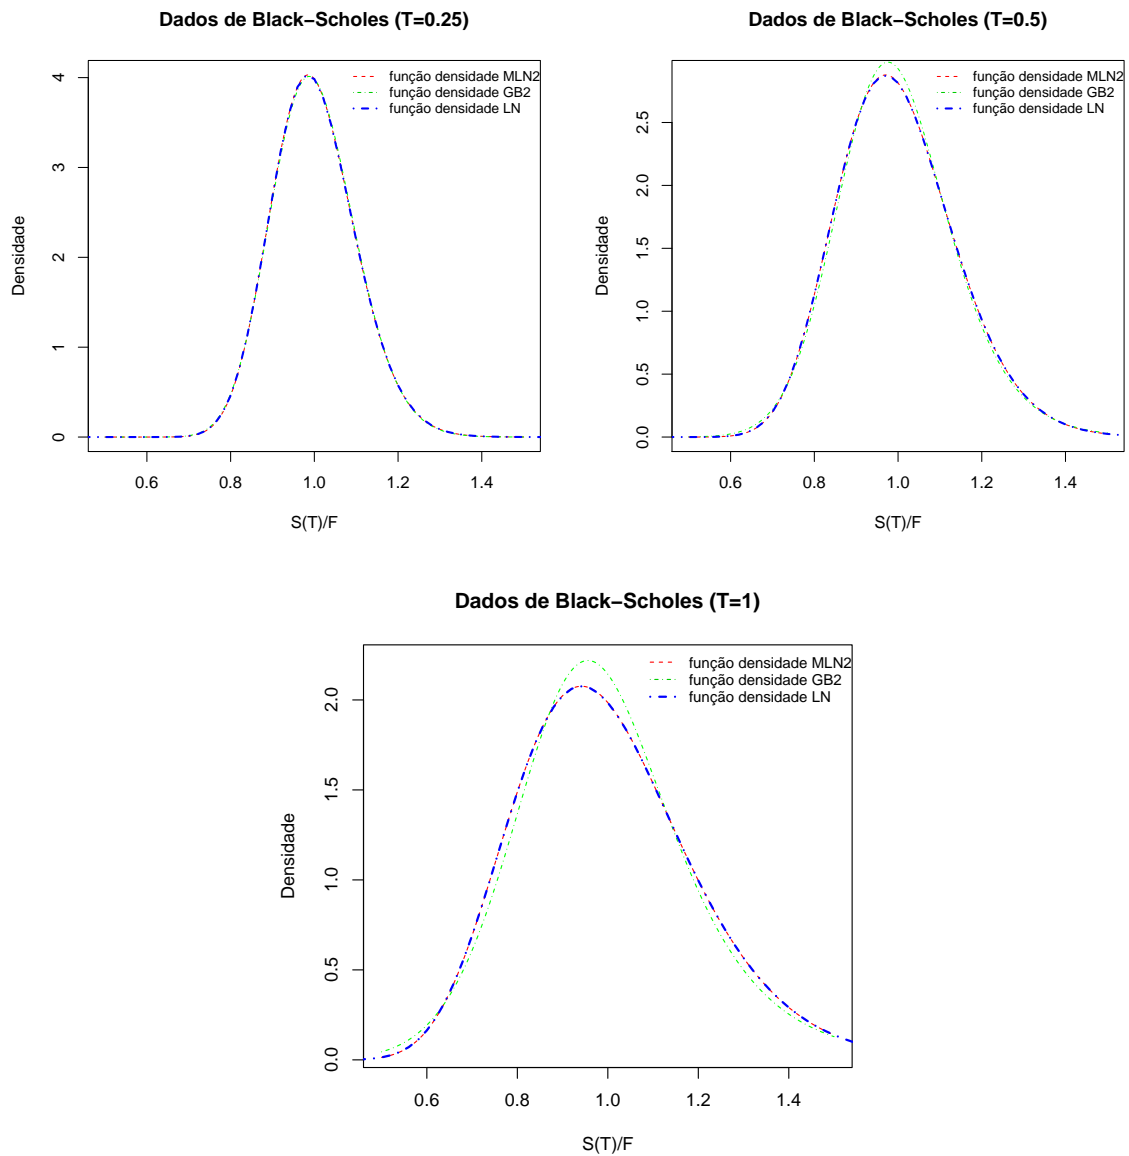 Dados de Black−Scholes (T=0.25)
função densidade MLN2
função densidade GB2
função densidade LN
Densidade
0
1
2
3
4
0.6 0.8 1.0 1.2 1.4
S(T)/F
Dados de Black−Scholes (T=0.5)
função densidade MLN2
função densidade GB2
função densidade LN
Densidade
0.0
0.5
1.0
1.5
2.0
2.5
0.6 0.8 1.0 1.2 1.4
S(T)/F
Dados de Black−Scholes (T=1)
função densidade MLN2
função densidade GB2
função densidade LN
Densidade
0.0
0.5
1.0
1.5
2.0
0.6 0.8 1.0 1.2 1.4
S(T)/F